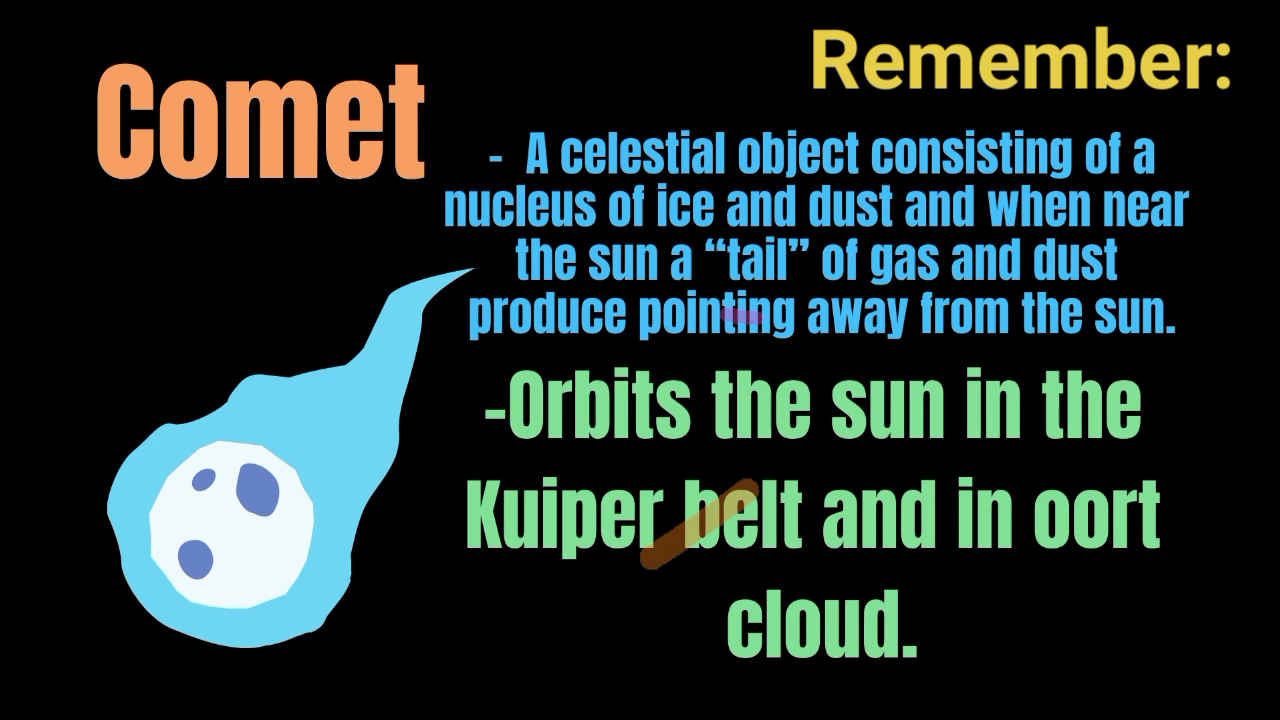 Comet
Remember:
- A celestial object consisting of a
nucleus of ice and dust and when near
the sun a “tail” of gas and dust
produce pointing away from the sun.
-Orbits the sun in the
Kuiper belt and in oort
cloud.